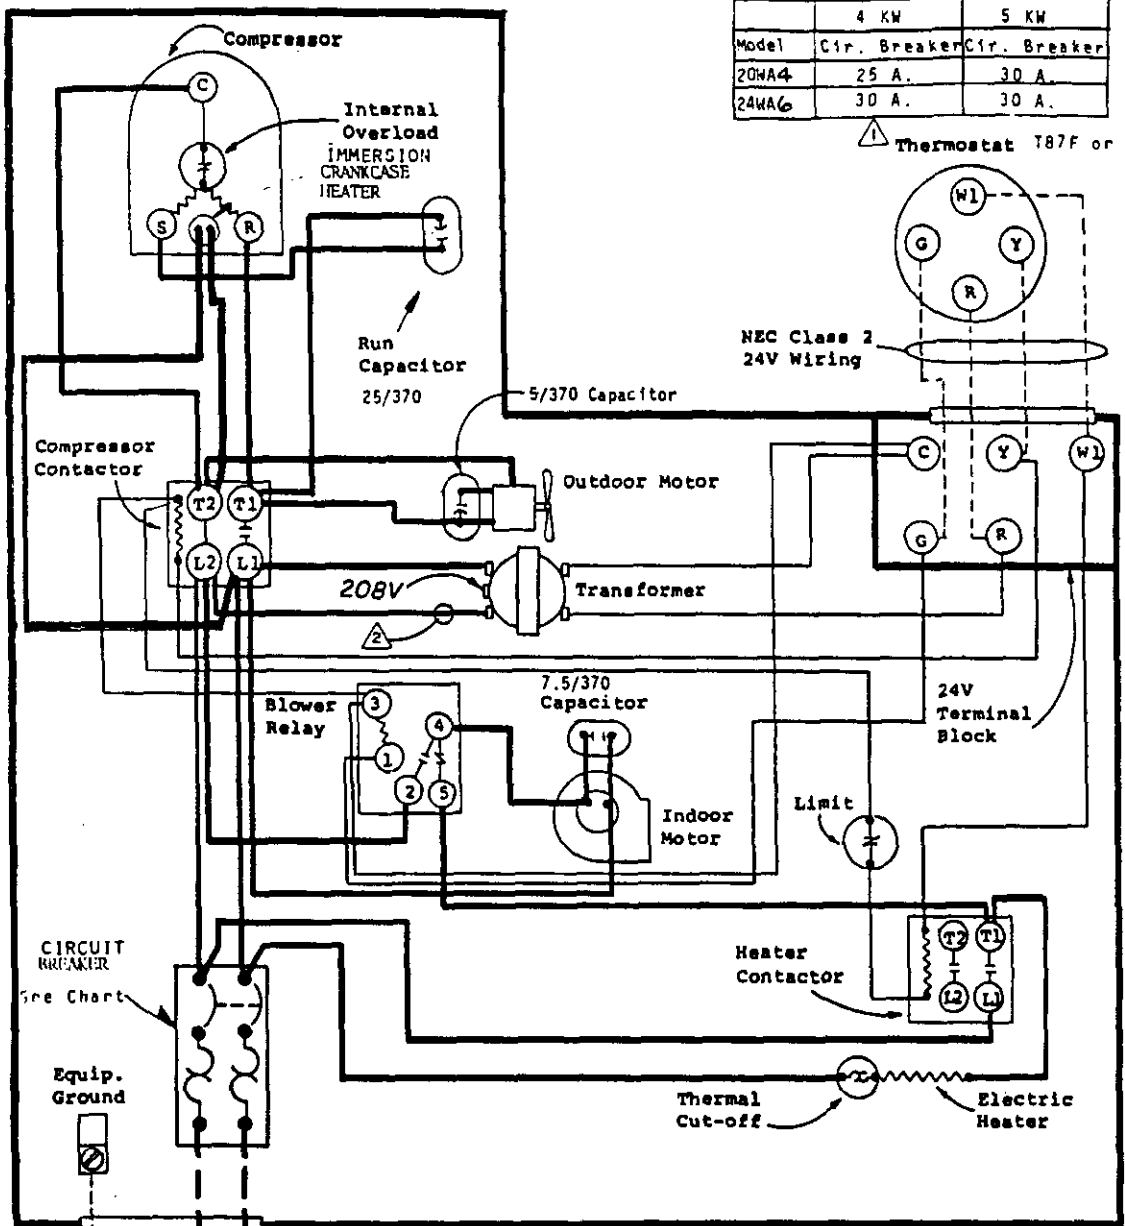 4 KW 5 KW
Model Cir. Breaker Cir. Breaker
20WA4 25 A. 30 A.
24WA6 30 A. 30 A.
1
Thermostat T87F or
Compressor
C
Internal
Overload
IMMERSION
CRANKCASE
HEATER
S
R
W1
G
Y
R
Run
Capacitor
25/370
NEC Class 2
24V Wiring
5/370 Capacitor
Compressor
Contactor
C
Y
W1
T2
T1
Outdoor Motor
G
R
L2
L1
208V
Transformer
2
7.5/370
Capacitor
24V
Terminal
Block
Blower
Relay
3
4
1
2
5
Indoor
Motor
Limit
CIRCUIT
BREAKER
See Chart
Heater
Contactor
T2
T1
L2
L1
Equip.
Ground
Thermal
Cut-off
Electric
Heater